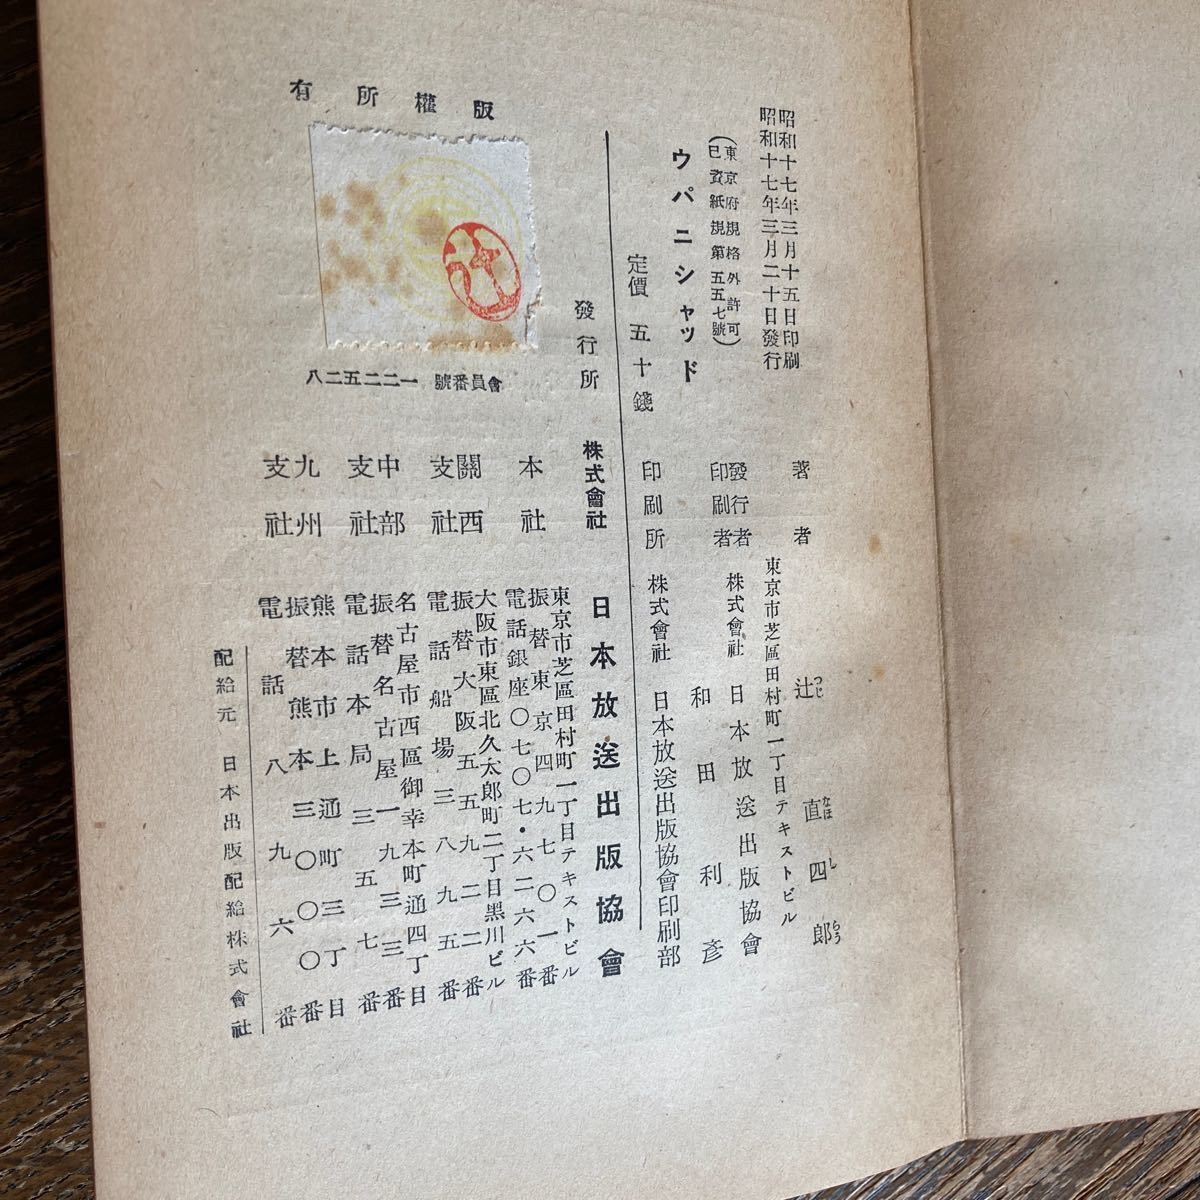 昭和十七年三月十五日印刷
昭和十七年三月二十日發行
(東京府規格外許可
已資紙規第五五七號)
ウパニシャッド
定價 五十錢
著者 辻直四郎
つじ なほしらう
東京市芝區田村町一丁目テキストビル
發行者 株式會社 日本放送出版協會
印刷者 和田利彥
印刷所 株式會社 日本放送出版協會印刷部
發行所 株式會社 日本放送出版協會
本社 東京市芝區田村町一丁目テキストビル
振替東京四九七〇一番
電話銀座〇七〇七・六二六六番
關西支社 大阪市東區北久太郎町二丁目黑川ビル
振替大阪五五九二二番
電話船場三八九五番
中部支社 名古屋市西區御幸本町通四丁目
振替名古屋一九三三番
電話本局三五七番
九州支社 熊本市上通町三丁目
振替熊本三〇〇〇番
電話八九六番
配給元 日本出版配給株式會社
版權所有
辻
會員番號 一二二五二八